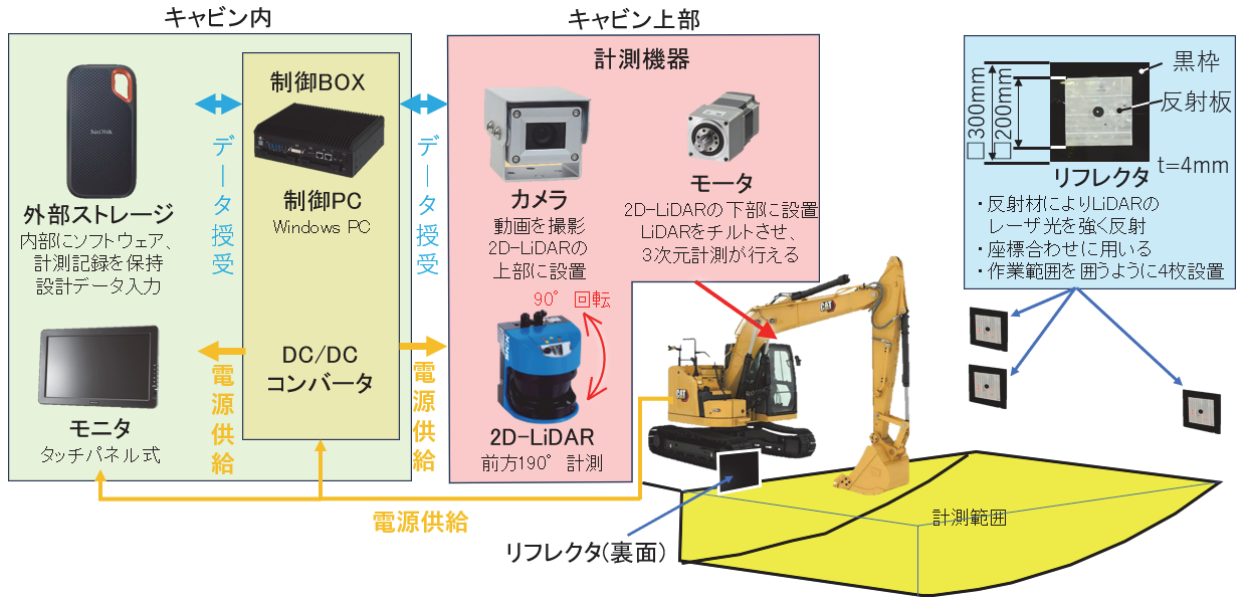 キャビン内
キャビン上部
制御BOX
制御PC
Windows PC
DC/DC
コンバータ
SanDisk
外部ストレージ
内部にソフトウェア、
計測記録を保持
設計データ入力
モニタ
タッチパネル式
データ授受
データ授受
電源供給
電源供給
電源供給
計測機器
カメラ
動画を撮影
2D-LiDARの
上部に設置
モータ
2D-LiDARの下部に設置
LiDARをチルトさせ、
3次元計測が行える
90° 回転
2D-LiDAR
前方190° 計測
CAT
CAT
□300mm
□200mm
黒枠
反射板
t=4mm
リフレクタ
・反射材によりLiDARの
レーザ光を強く反射
・座標合わせに用いる
・作業範囲を囲うように4枚設置
計測範囲
リフレクタ(裏面)